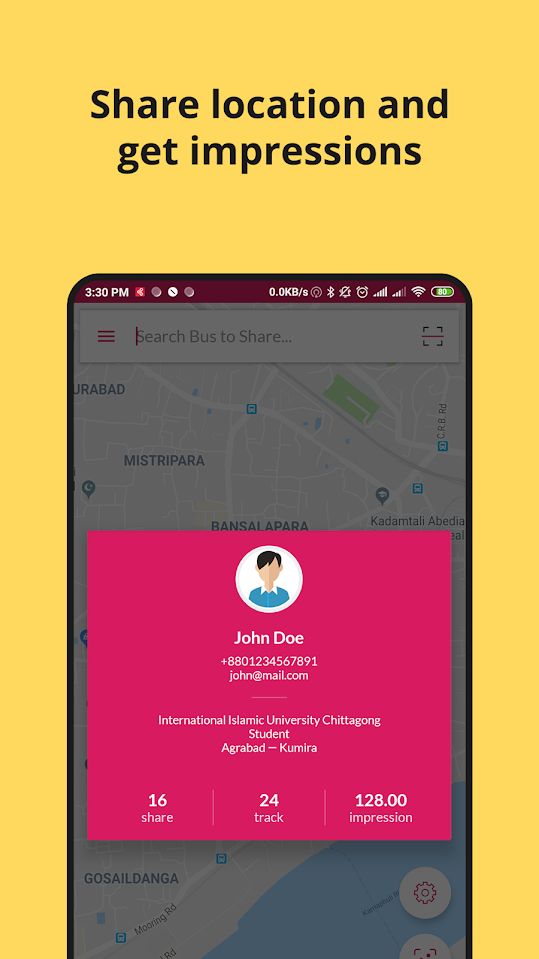 Share location and
get impressions
3:30 PM
0.0KB/s
80
Search Bus to Share...
URABAD
C.R.B. Rd
MISTRIPARA
BANSALAPARA
Kadamtali Abedia
eal
John Doe
+8801234567891
john@mail.com
International Islamic University Chittagong
Student
Agrabad — Kumira
16
24
128.00
share
track
impression
GOSAILDANGA
Mooring Rd
Rd